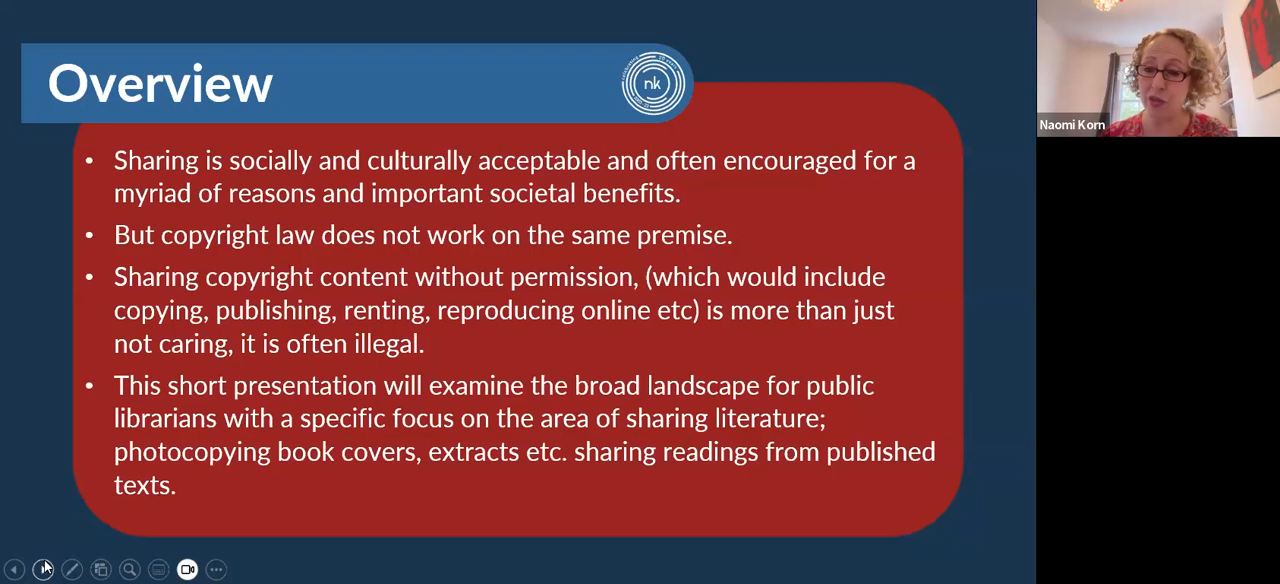 Overview
nk
Sharing is socially and culturally acceptable and often encouraged for a
myriad of reasons and important societal benefits.
But copyright law does not work on the same premise.
Sharing copyright content without permission, (which would include
copying, publishing, renting, reproducing online etc) is more than just
not caring, it is often illegal.
This short presentation will examine the broad landscape for public
librarians with a specific focus on the area of sharing literature;
photocopying book covers, extracts etc. sharing readings from published
texts.
Naomi Korn